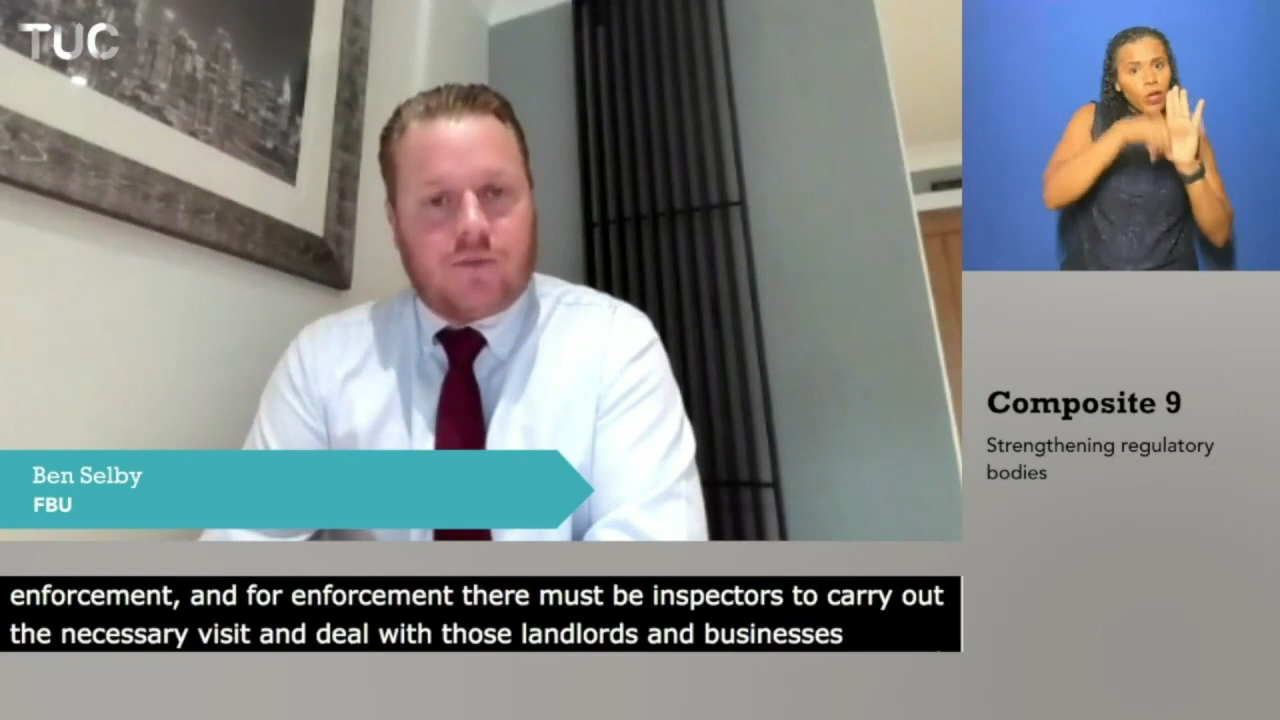 TUC
Ben Selby
FBU
enforcement, and for enforcement there must be inspectors to carry out
the necessary visit and deal with those landlords and businesses
Composite 9
Strengthening regulatory
bodies